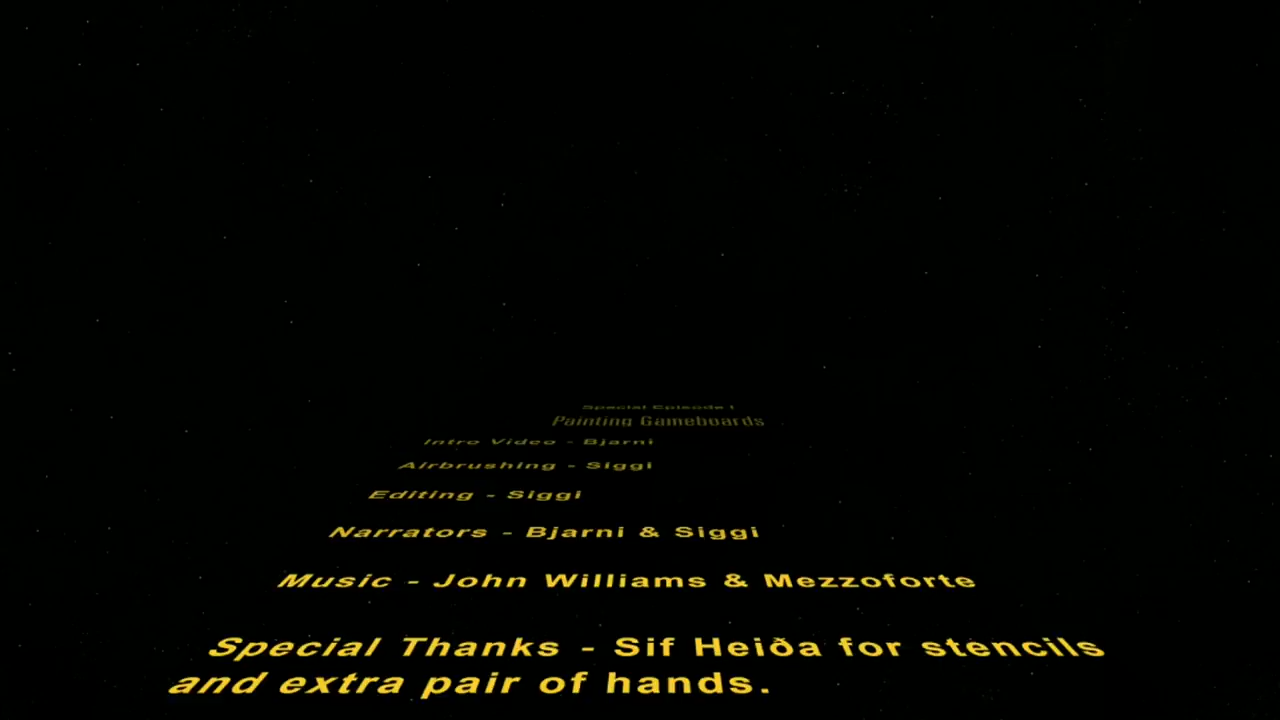 Special Episode I
Painting Gameboards
Intro Video - Bjarni
Airbrushing - Siggi
Editing - Siggi
Narrators - Bjarni & Siggi
Music - John Williams & Mezzoforte
Special Thanks - Sif Heiða for stencils
and extra pair of hands.